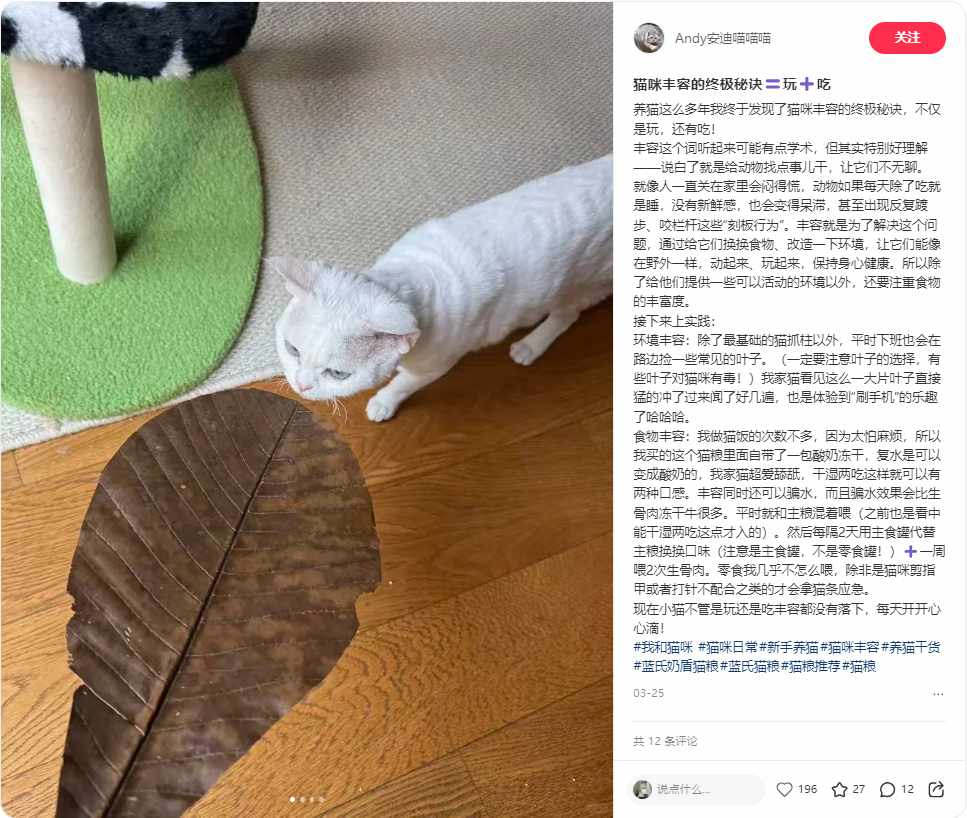 Andy安迪喵喵喵
关注
猫咪丰容的终极秘诀🟰玩➕吃
养猫这么多年我终于发现了猫咪丰容的终极秘诀，不仅
是玩，还有吃！
丰容这个词听起来可能有点学术，但其实特别好理解
——说白了就是给动物找点事儿干，让它们不无聊。
就像人一直关在家里会闷得慌，动物如果每天除了吃就
是睡，没有新鲜感，也会变得呆滞，甚至出现反复踱
步、咬栏杆这些“刻板行为”。丰容就是为了解决这个问
题，通过给它们换换食物、改造一下环境，让它们能像
在野外一样，动起来、玩起来，保持身心健康。所以除
了给他们提供一些可以活动的环境以外，还要注重食物
的丰富度。
接下来上实践：
环境丰容：除了最基础的猫抓柱以外，平时下班也会在
路边捡一些常见的叶子。（一定要注意叶子的选择，有
些叶子对猫咪有毒！）我家猫看见这么一大片叶子直接
猛的冲了过来闻了好几遍，也是体验到“刷手机”的乐趣
了哈哈哈。
食物丰容：我做猫饭的次数不多，因为太怕麻烦，所以
我买的这个猫粮里面自带了一包酸奶冻干，复水是可以
变成酸奶的，我家猫超爱舔舐，干湿两吃这样就可以有
两种口感。丰容同时还可以骗水，而且骗水效果会比生
骨肉冻干牛很多。平时就和主粮混着喂（之前也是看中
能干湿两吃这点才入的）。然后每隔2天用主食罐代替
主粮换换口味（注意是主食罐，不是零食罐！）➕一周
喂2次生骨肉。零食我几乎不怎么喂，除非是猫咪剪指
甲或者打针不配合之类的才会拿猫条应急。
现在小猫不管是玩还是吃丰容都没有落下，每天开开心
心滴！
#我和猫咪 #猫咪日常#新手养猫#猫咪丰容#养猫干货
#蓝氏奶盾猫粮#蓝氏猫粮#猫粮推荐#猫粮
03-25
共 12 条评论
说点什么...
196
27
12